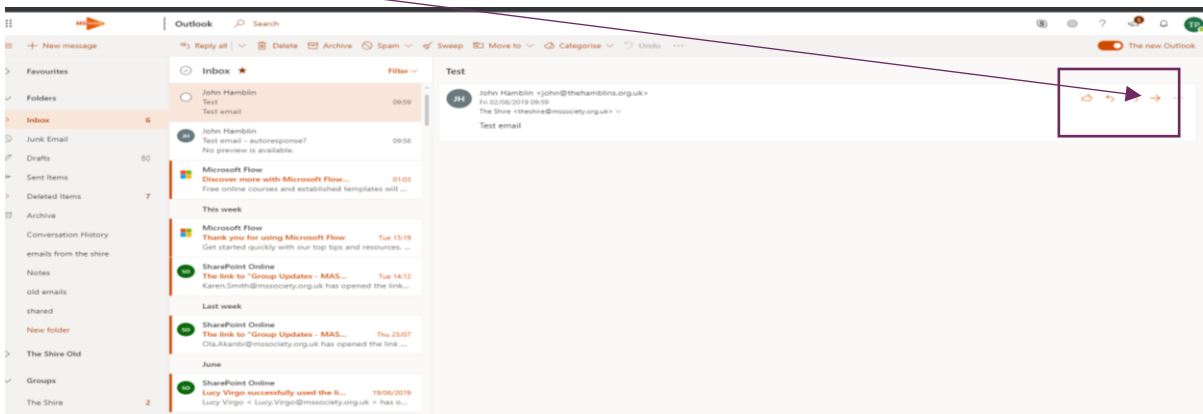 Outlook
Search
TP
New message
Reply all
Delete
Archive
Spam
Sweep
Move to
Categorise
Undo
The new Outlook
Favourites
Folders
Inbox 6
Junk Email
Drafts 80
Sent Items
Deleted Items 7
Archive
Conversation History
emails from the shire
Notes
old emails
shared
New folder
The Shire Old
Groups
The Shire 2
Inbox
Filter
John Hamblin
Test 09:59
Test email
JH
John Hamblin
Test email - autoresponse? 09:58
No preview is available.
Microsoft Flow
Discover more with Microsoft Flow... 01:03
Free online courses and established templates will ...
This week
Microsoft Flow
Thank you for using Microsoft Flow Tue 15:19
Get started quickly with our top tips and resources. ...
SO
SharePoint Online
The link to "Group Updates - MAS... Tue 14:12
Karen.Smith@mssociety.org.uk has opened the link...
Last week
SO
SharePoint Online
The link to "Group Updates - MAS... Thu 25/07
Ola.Akanbi@mssociety.org.uk has opened the link ...
June
SO
SharePoint Online
Lucy Virgo successfully used the li... 19/06/2019
Lucy Virgo < Lucy.Virgo@mssociety.org.uk > has o...
Test
JH
John Hamblin <john@thehamblins.org.uk>
Fri 02/08/2019 09:59
The Shire <theshire@mssociety.org.uk>
Test email